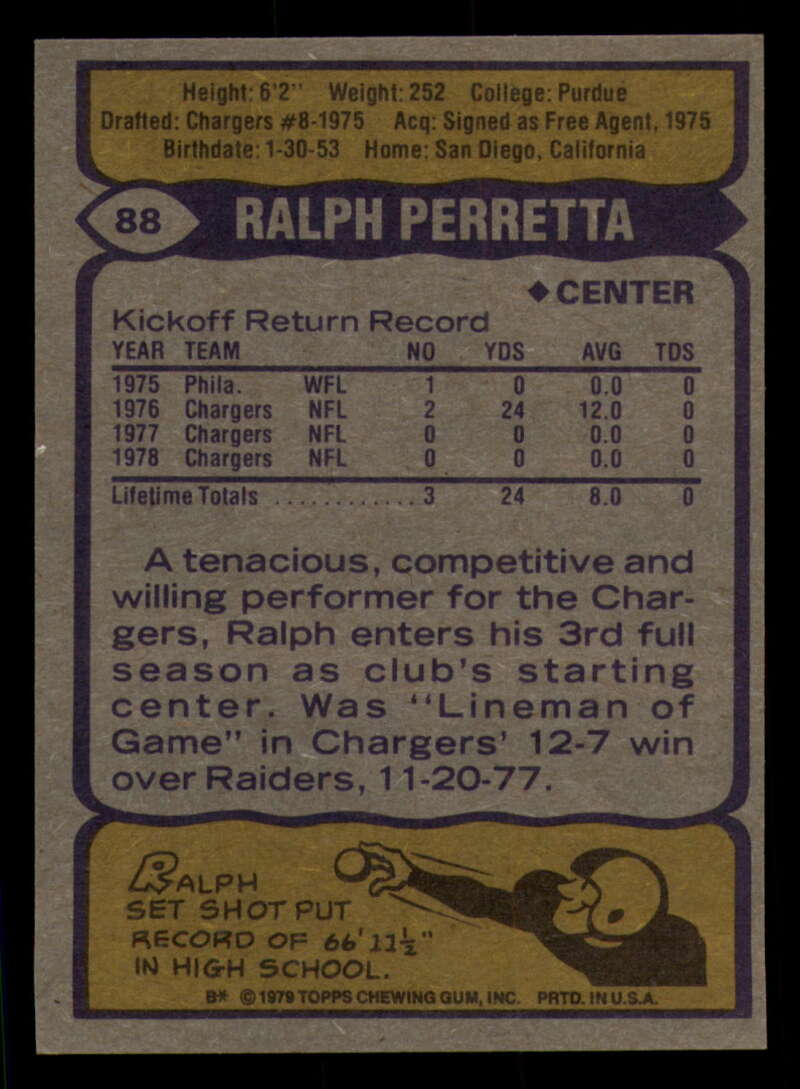 Height: 6'2" Weight: 252 College: Purdue
Drafted: Chargers #8-1975 Acq: Signed as Free Agent, 1975
Birthdate: 1-30-53 Home: San Diego, California
88 RALPH PERRETTA
◆CENTER
Kickoff Return Record
YEAR TEAM NO YDS AVG TDS
1975 Phila. WFL 1 0 0.0 0
1976 Chargers NFL 2 24 12.0 0
1977 Chargers NFL 0 0 0.0 0
1978 Chargers NFL 0 0 0.0 0
Lifetime Totals ............ 3 24 8.0 0
A tenacious, competitive and
willing performer for the Char-
gers, Ralph enters his 3rd full
season as club's starting
center. Was "Lineman of
Game" in Chargers' 12-7 win
over Raiders, 11-20-77.
RALPH
SET SHOT PUT
RECORD OF 66'11½"
IN HIGH SCHOOL.
B* © 1979 TOPPS CHEWING GUM, INC. PRTD. IN U.S.A.